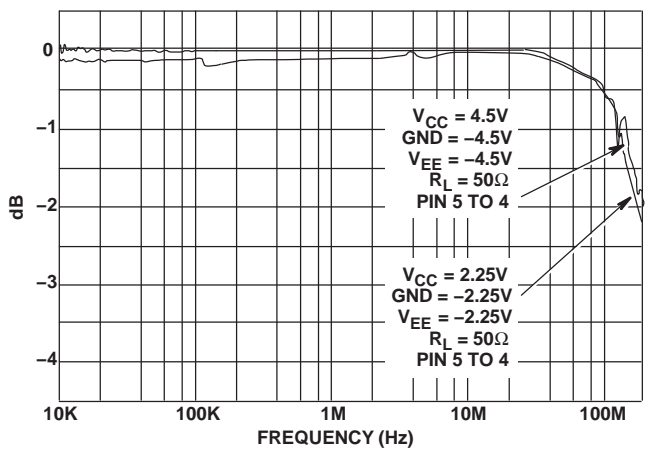 0
−1
−2
−3
−4
dB
V_CC = 4.5V
GND = −4.5V
V_EE = −4.5V
R_L = 50Ω
PIN 5 TO 4
V_CC = 2.25V
GND = −2.25V
V_EE = −2.25V
R_L = 50Ω
PIN 5 TO 4
10K 100K 1M 10M 100M
FREQUENCY (Hz)